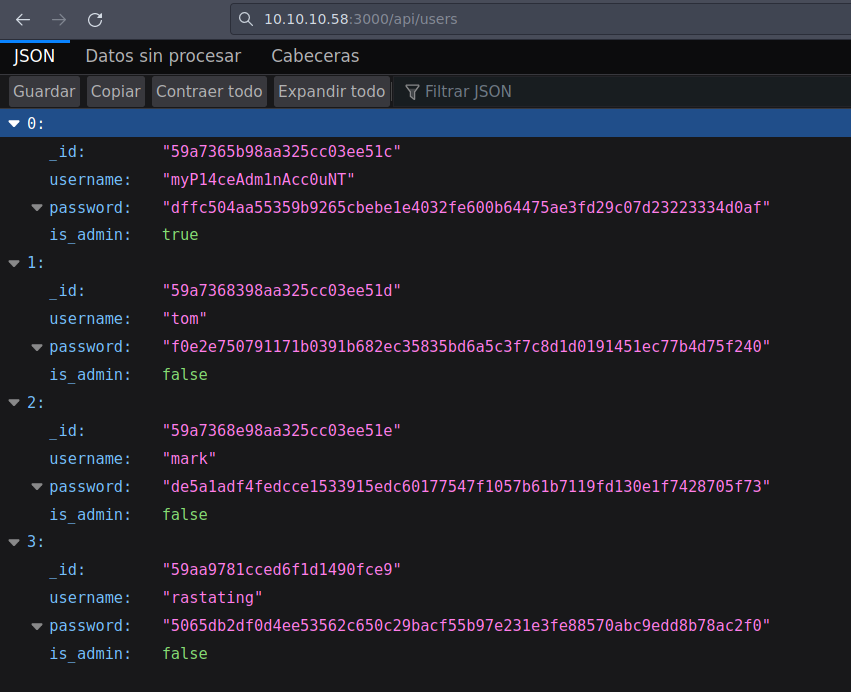 10.10.10.58:3000/api/users
JSON Datos sin procesar Cabeceras
Guardar Copiar Contraer todo Expandir todo Filtrar JSON
0:
_id: "59a7365b98aa325cc03ee51c"
username: "myP14ceAdm1nAcc0uNT"
password: "dffc504aa55359b9265cbebe1e4032fe600b64475ae3fd29c07d23223334d0af"
is_admin: true
1:
_id: "59a7368398aa325cc03ee51d"
username: "tom"
password: "f0e2e750791171b0391b682ec35835bd6a5c3f7c8d1d0191451ec77b4d75f240"
is_admin: false
2:
_id: "59a7368e98aa325cc03ee51e"
username: "mark"
password: "de5a1adf4fedcce1533915edc60177547f1057b61b7119fd130e1f7428705f73"
is_admin: false
3:
_id: "59aa9781cced6f1d1490fce9"
username: "rastating"
password: "5065db2df0d4ee53562c650c29bacf55b97e231e3fe88570abc9edd8b78ac2f0"
is_admin: false